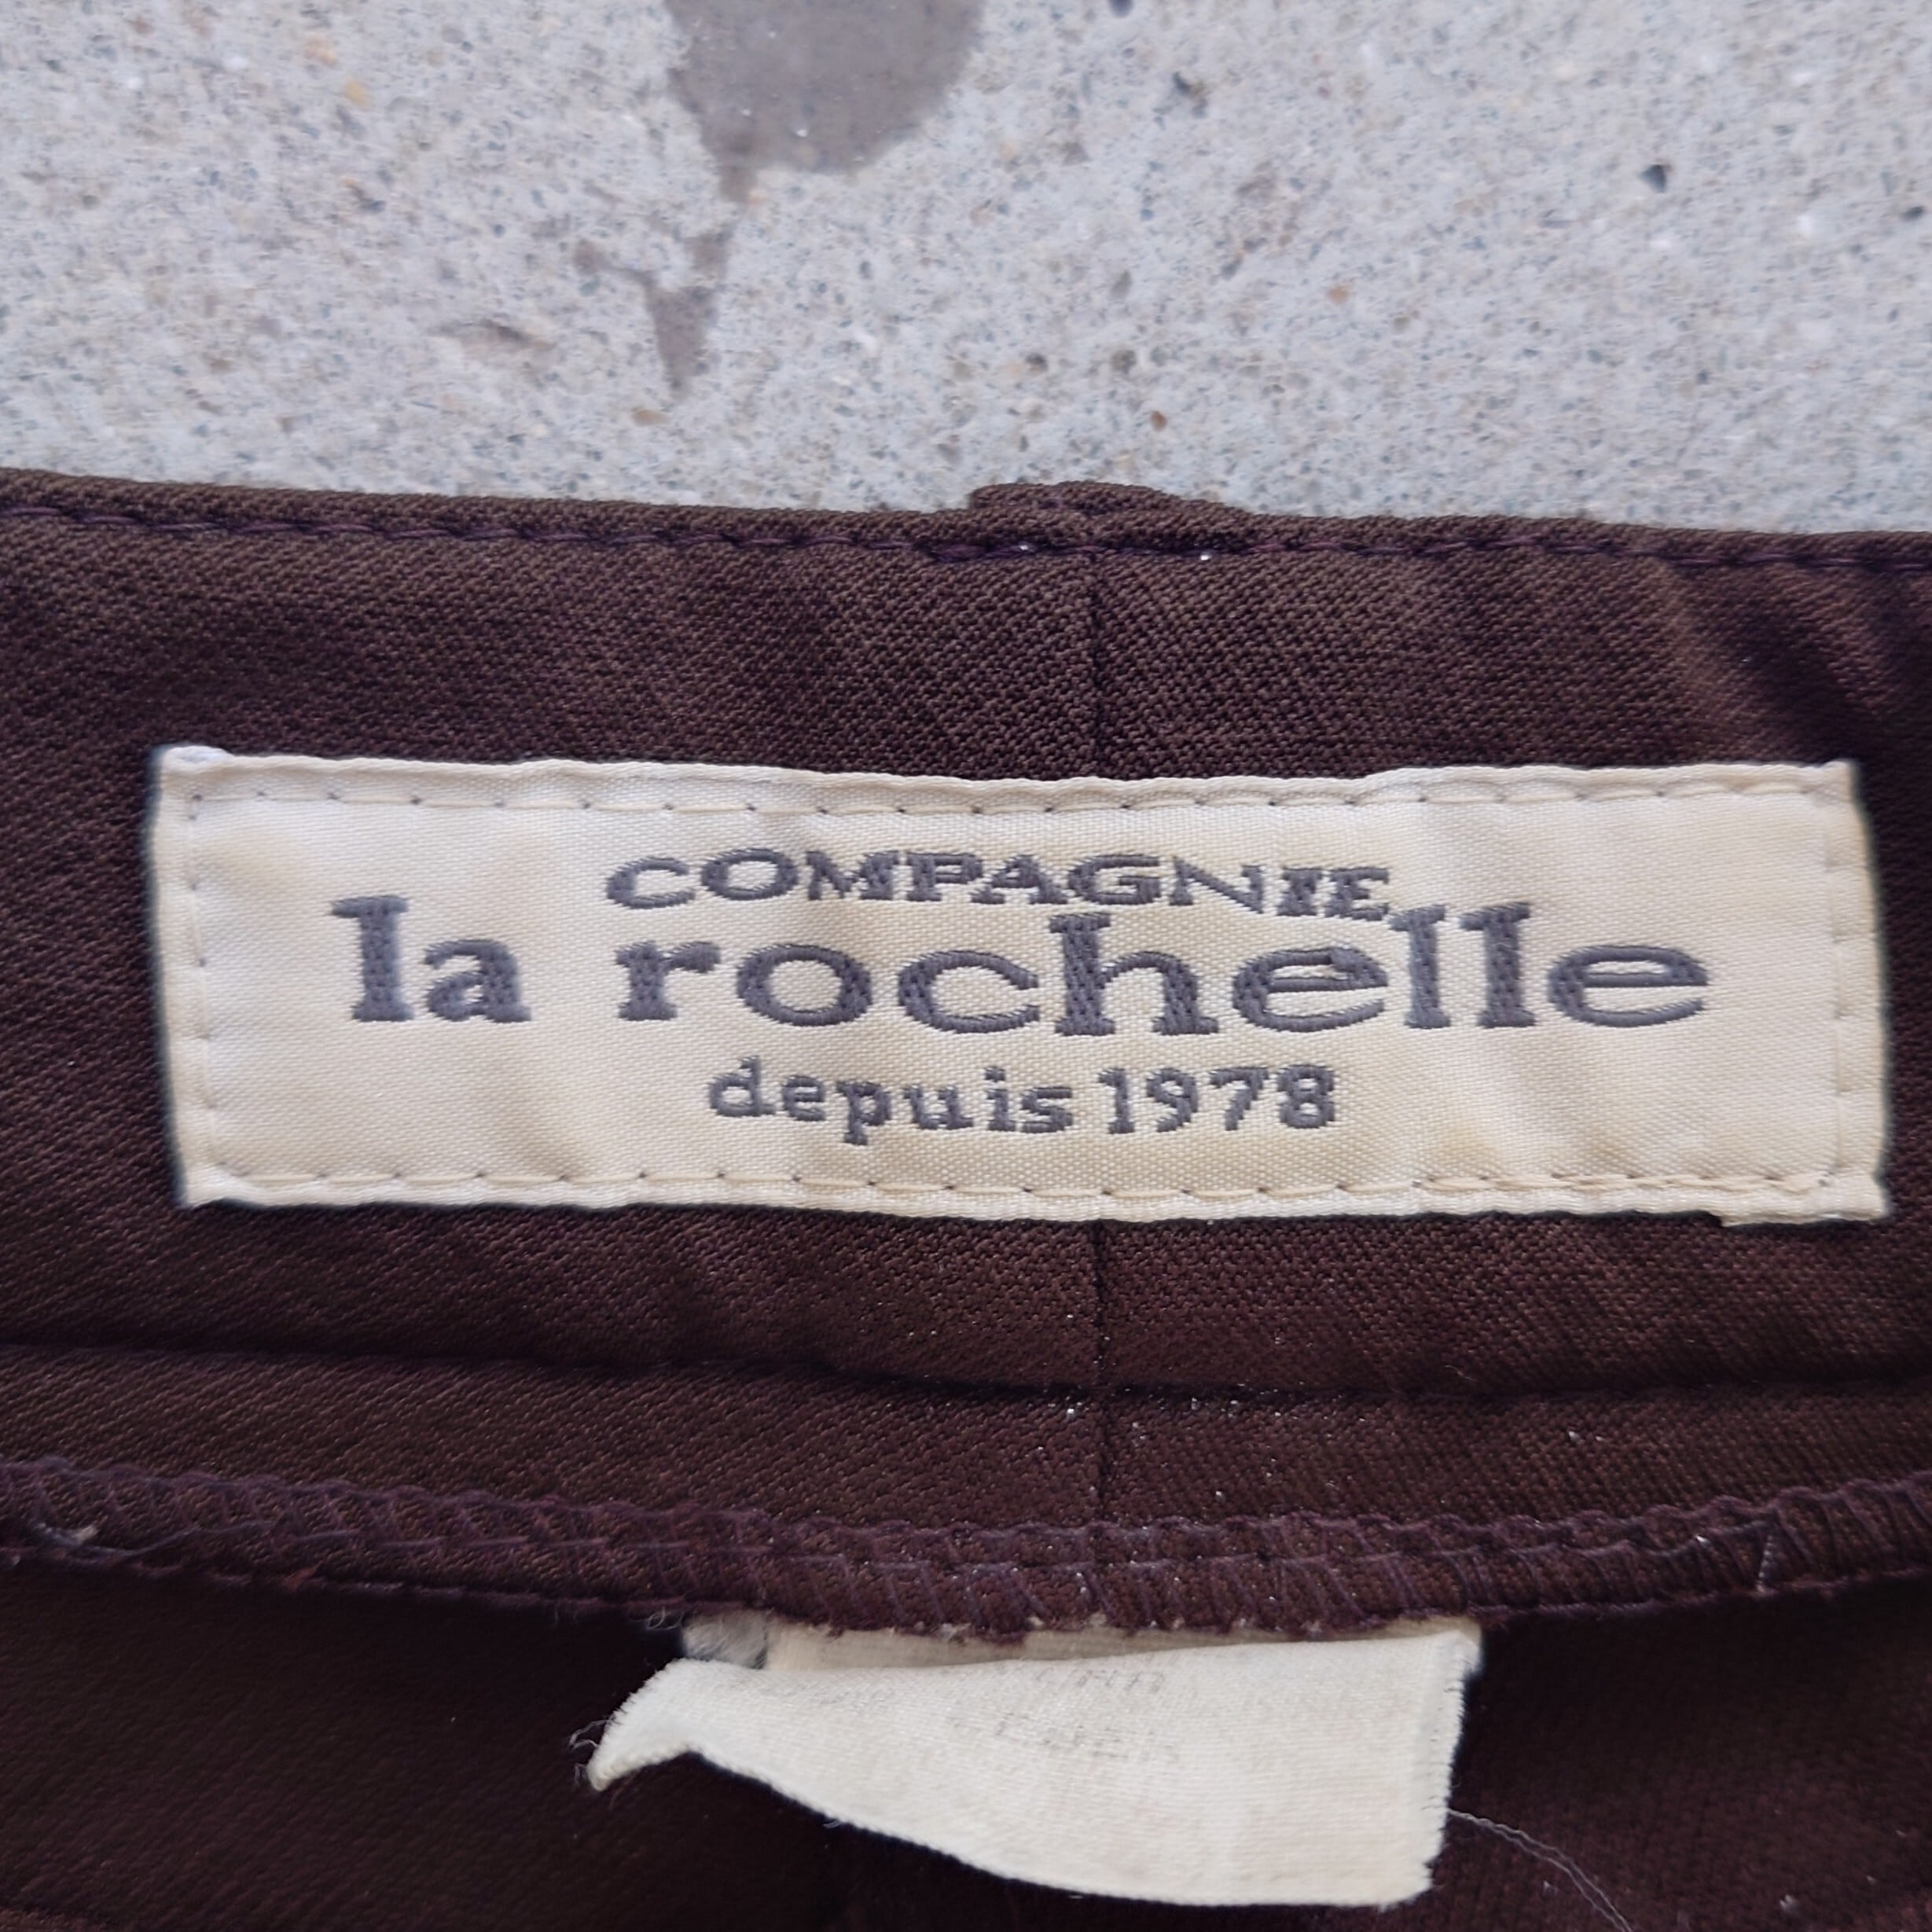 COMPAGNIE
la rochelle
depuis 1978